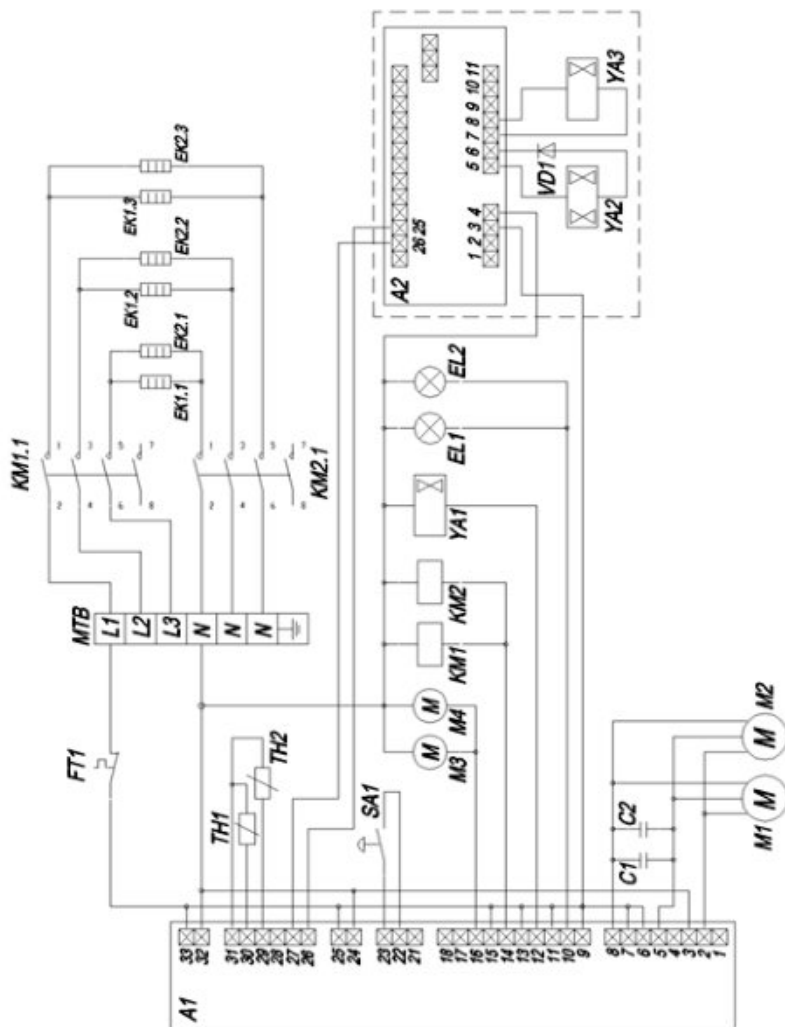 A1
1 2 3 4 5 6 7 8 9 10 11 12 13 14 15 16 17 18 21 22 23 24 25 26 27 28 29 30 31 32 33
FT1
TH1
TH2
SA1
C1
C2
M
M1
M
M2
M
M3
M
M4
KM1
KM2
YA1
EL1
EL2
MTB
L1
L2
L3
N
N
N
KM1.1
2 1
4 3
6 5
8 7
KM2.1
2 1
4 3
6 5
8 7
EK1.1
EK2.1
EK1.2
EK2.2
EK1.3
EK2.3
A2
26 25
1 2 3 4
5 6 7 8 9 10 11
VD1
YA2
YA3